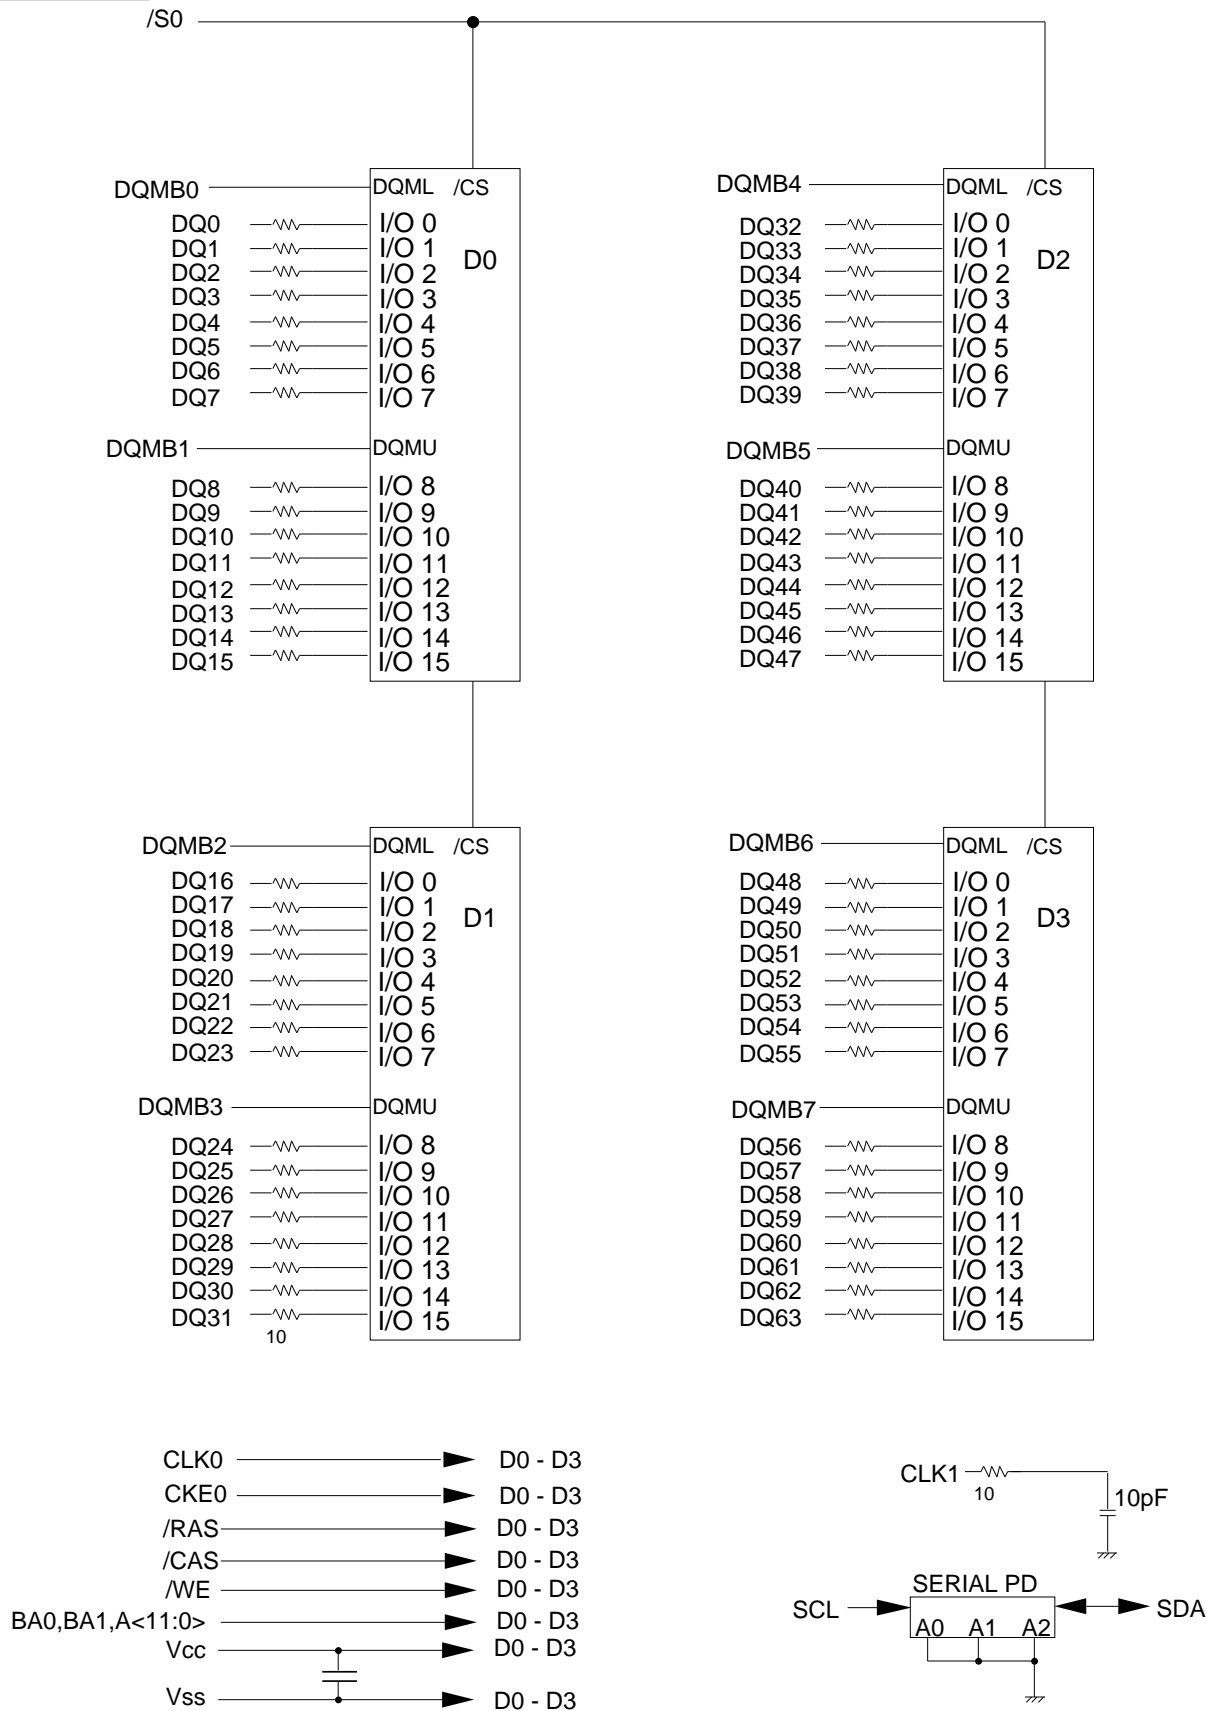 /S0
DQMB0 DQML /CS
DQ0 I/O 0
DQ1 I/O 1
D0
DQ2 I/O 2
DQ3 I/O 3
DQ4 I/O 4
DQ5 I/O 5
DQ6 I/O 6
DQ7 I/O 7
DQMB1 DQMU
DQ8 I/O 8
DQ9 I/O 9
DQ10 I/O 10
DQ11 I/O 11
DQ12 I/O 12
DQ13 I/O 13
DQ14 I/O 14
DQ15 I/O 15
DQMB4 DQML /CS
DQ32 I/O 0
DQ33 I/O 1
D2
DQ34 I/O 2
DQ35 I/O 3
DQ36 I/O 4
DQ37 I/O 5
DQ38 I/O 6
DQ39 I/O 7
DQMB5 DQMU
DQ40 I/O 8
DQ41 I/O 9
DQ42 I/O 10
DQ43 I/O 11
DQ44 I/O 12
DQ45 I/O 13
DQ46 I/O 14
DQ47 I/O 15
DQMB2 DQML /CS
DQ16 I/O 0
DQ17 I/O 1
D1
DQ18 I/O 2
DQ19 I/O 3
DQ20 I/O 4
DQ21 I/O 5
DQ22 I/O 6
DQ23 I/O 7
DQMB3 DQMU
DQ24 I/O 8
DQ25 I/O 9
DQ26 I/O 10
DQ27 I/O 11
DQ28 I/O 12
DQ29 I/O 13
DQ30 I/O 14
DQ31 I/O 15
10
DQMB6 DQML /CS
DQ48 I/O 0
DQ49 I/O 1
D3
DQ50 I/O 2
DQ51 I/O 3
DQ52 I/O 4
DQ53 I/O 5
DQ54 I/O 6
DQ55 I/O 7
DQMB7 DQMU
DQ56 I/O 8
DQ57 I/O 9
DQ58 I/O 10
DQ59 I/O 11
DQ60 I/O 12
DQ61 I/O 13
DQ62 I/O 14
DQ63 I/O 15
CLK0 D0 - D3
CKE0 D0 - D3
/RAS D0 - D3
/CAS D0 - D3
/WE D0 - D3
BA0,BA1,A<11:0> D0 - D3
Vcc D0 - D3
Vss D0 - D3
CLK1
10
10pF
SERIAL PD
SCL SDA
A0 A1 A2